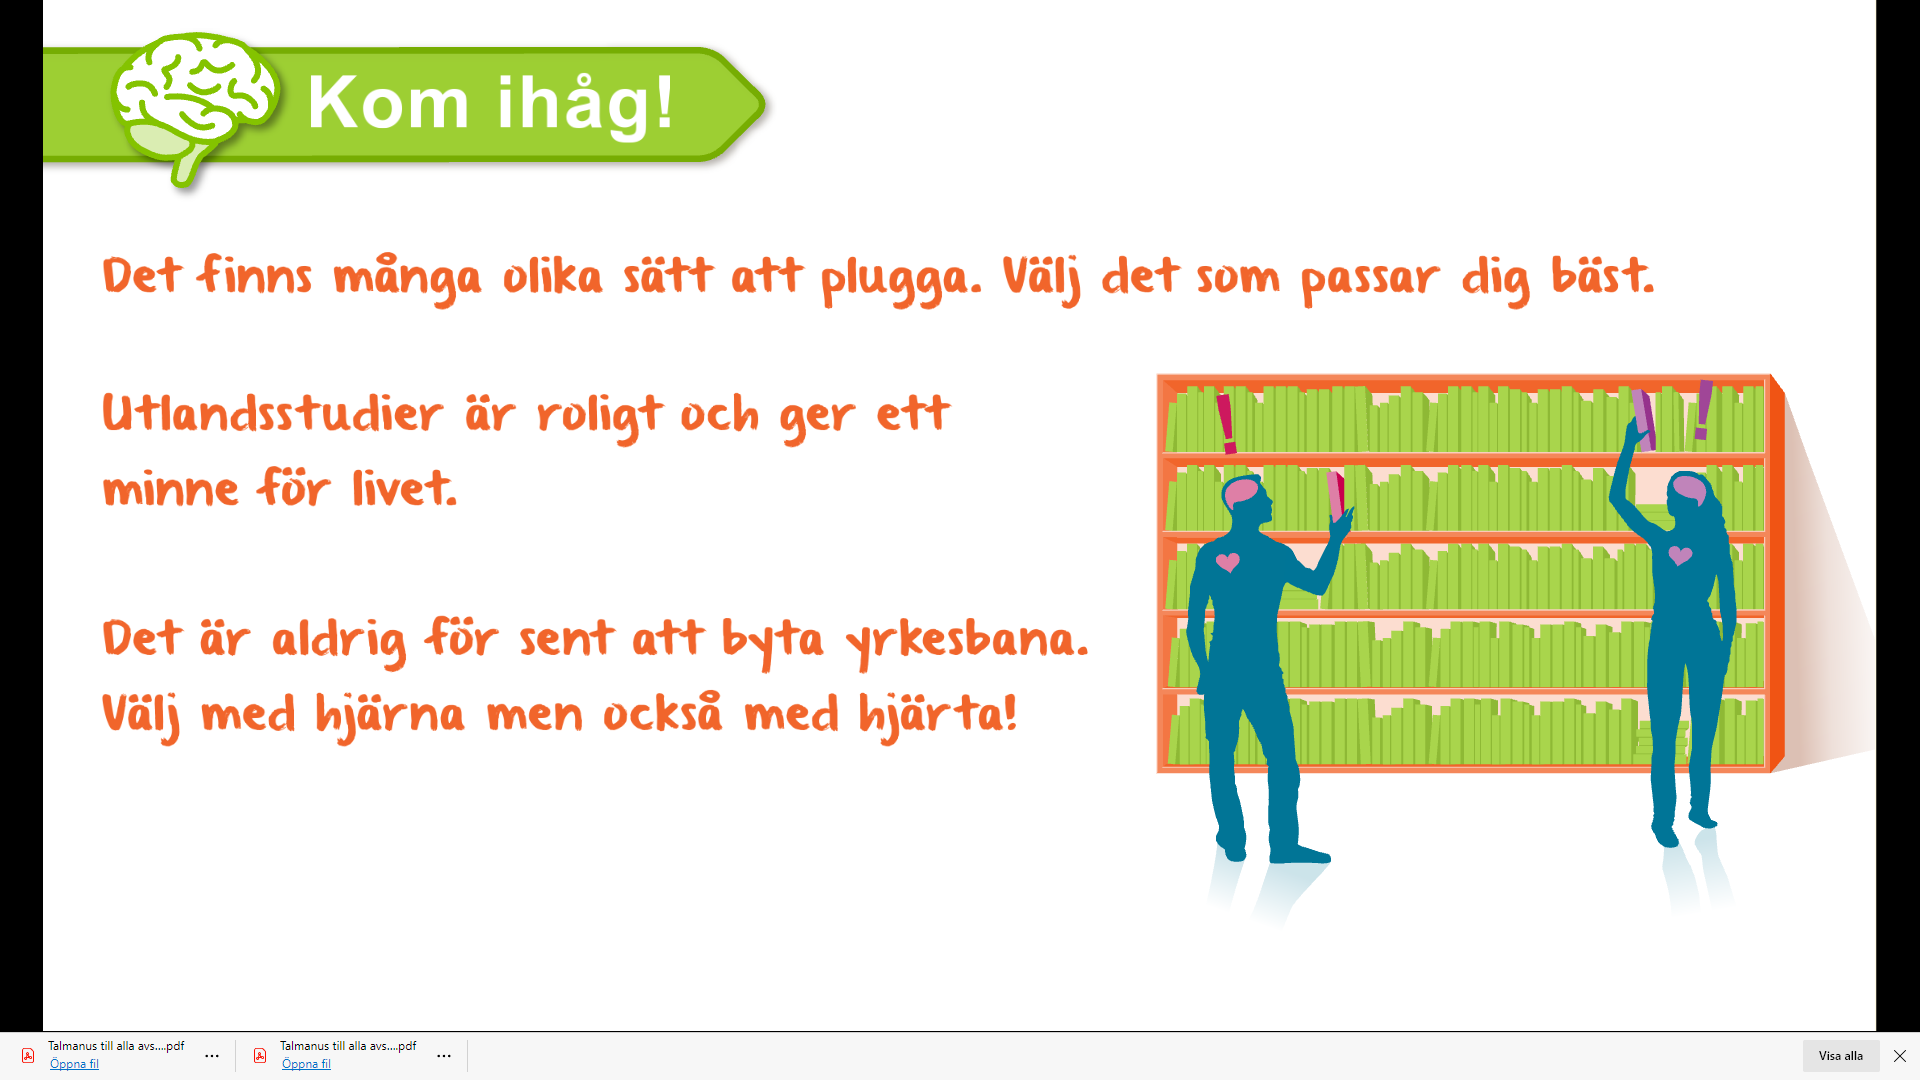 Kom ihåg!
Det finns många olika sätt att plugga. Välj det som passar dig bäst.
Utlandsstudier är roligt och ger ett
minne för livet.
Det är aldrig för sent att byta yrkesbana.
Välj med hjärna men också med hjärta!
Talmanus till alla avs....pdf
Öppna fil
Talmanus till alla avs....pdf
Öppna fil
Visa alla